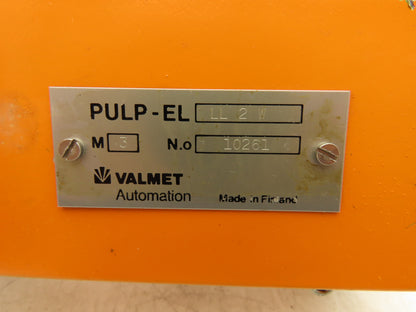 PULP-EL LL 2 W
M 3 N.o 10261
VALMET
Automation Made in Finland